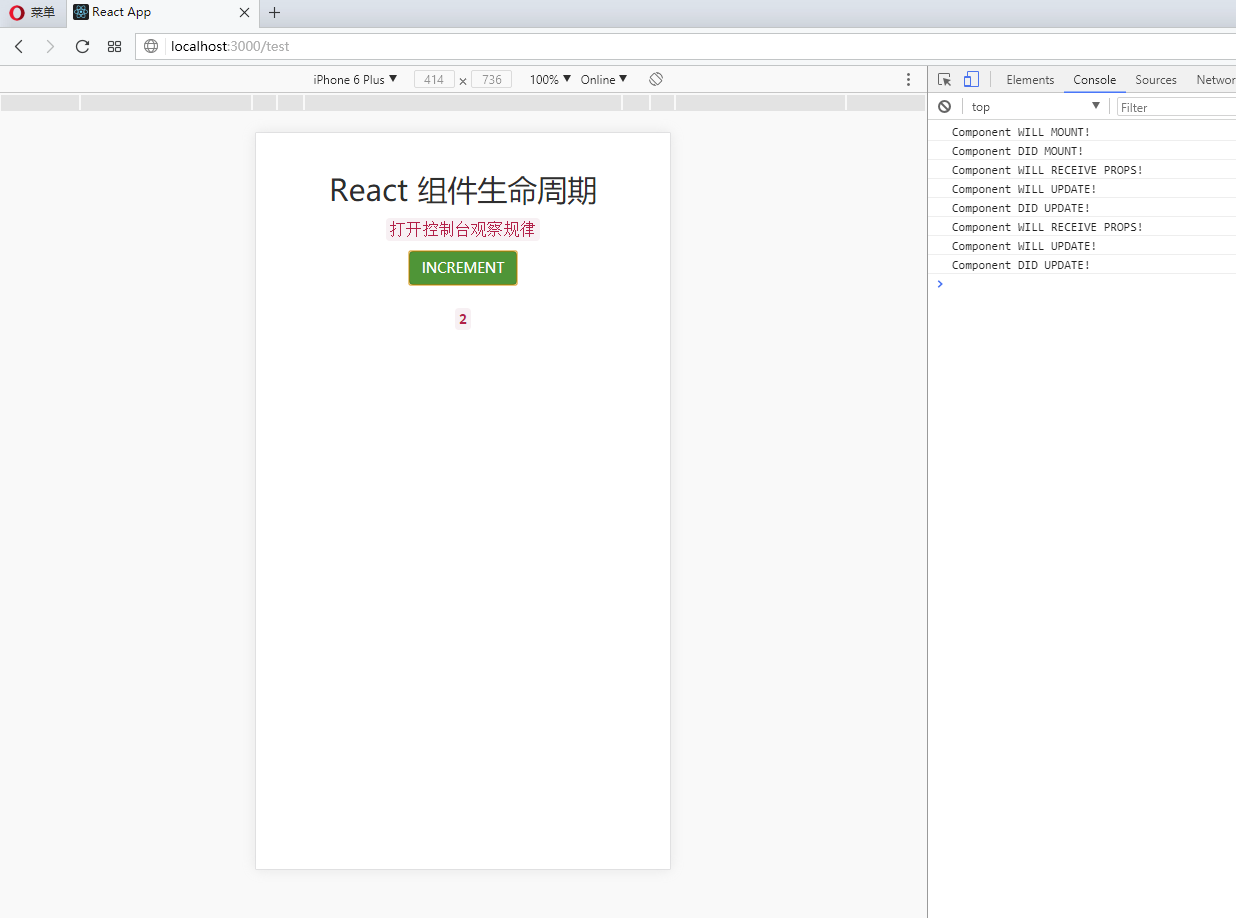 菜单 React App
localhost:3000/test
iPhone 6 Plus 414 x 736 100% Online
Elements Console Sources Networ
top Filter
React 组件生命周期
打开控制台观察规律
INCREMENT
2
Component WILL MOUNT!
Component DID MOUNT!
Component WILL RECEIVE PROPS!
Component WILL UPDATE!
Component DID UPDATE!
Component WILL RECEIVE PROPS!
Component WILL UPDATE!
Component DID UPDATE!